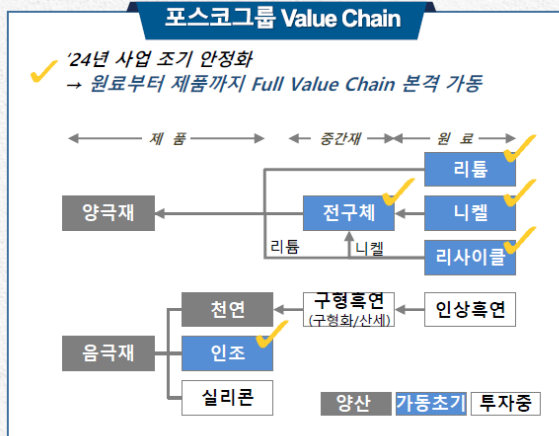 포스코그룹 Value Chain
'24년 사업 조기 안정화
→ 원료부터 제품까지 Full Value Chain 본격 가동
제 품
중간재
원 료
리튬
양극재
전구체
니켈
리튬
니켈
리사이클
천연
구형흑연
(구형화/산세)
인상흑연
음극재
인조
실리콘
양산
가동초기
투자중